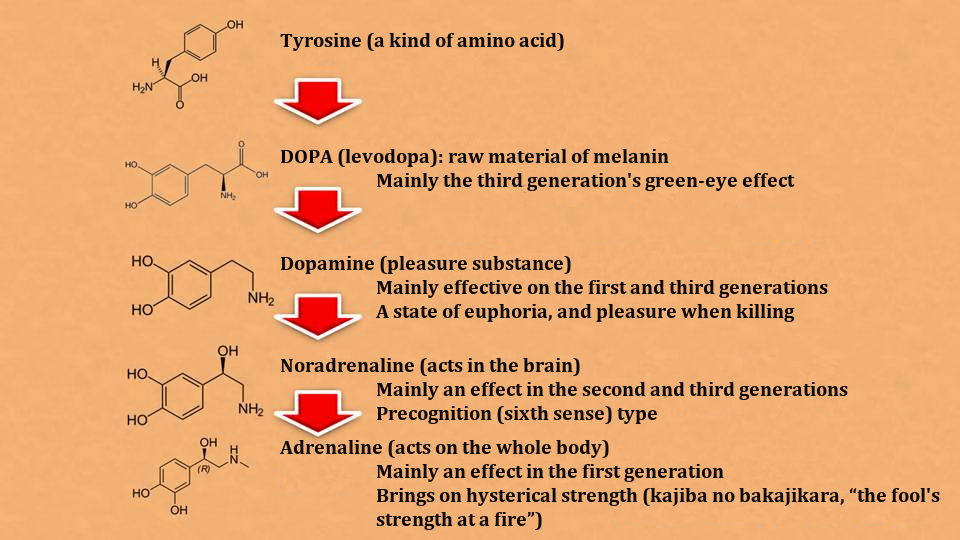 OH
Tyrosine (a kind of amino acid)
H
H₂N
OH
O
O
DOPA (levodopa): raw material of melanin
HO
OH
Mainly the third generation's green-eye effect
HO
NH₂
HO
Dopamine (pleasure substance)
Mainly effective on the first and third generations
NH₂
HO
A state of euphoria, and pleasure when killing
OH
Noradrenaline (acts in the brain)
HO
Mainly an effect in the second and third generations
NH₂
HO
Precognition (sixth sense) type
OH
H
N
Adrenaline (acts on the whole body)
(R)
Mainly an effect in the first generation
HO
Brings on hysterical strength (kajiba no bakajikara, “the fool's
OH
strength at a fire”)